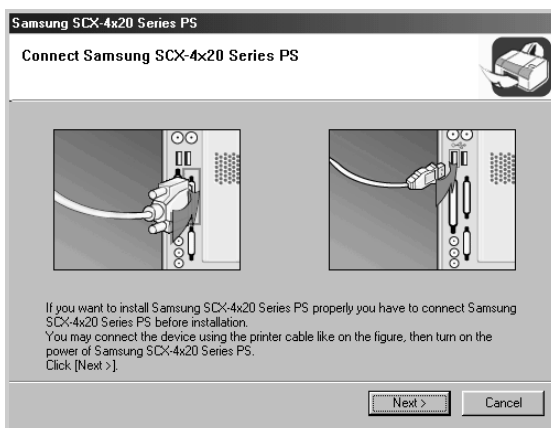 Samsung SCX-4x20 Series PS
Connect Samsung SCX-4x20 Series PS
If you want to install Samsung SCX-4x20 Series PS properly you have to connect Samsung
SCX-4x20 Series PS before installation.
You may connect the device using the printer cable like on the figure, then turn on the
power of Samsung SCX-4x20 Series PS.
Click [Next >].
Next >
Cancel